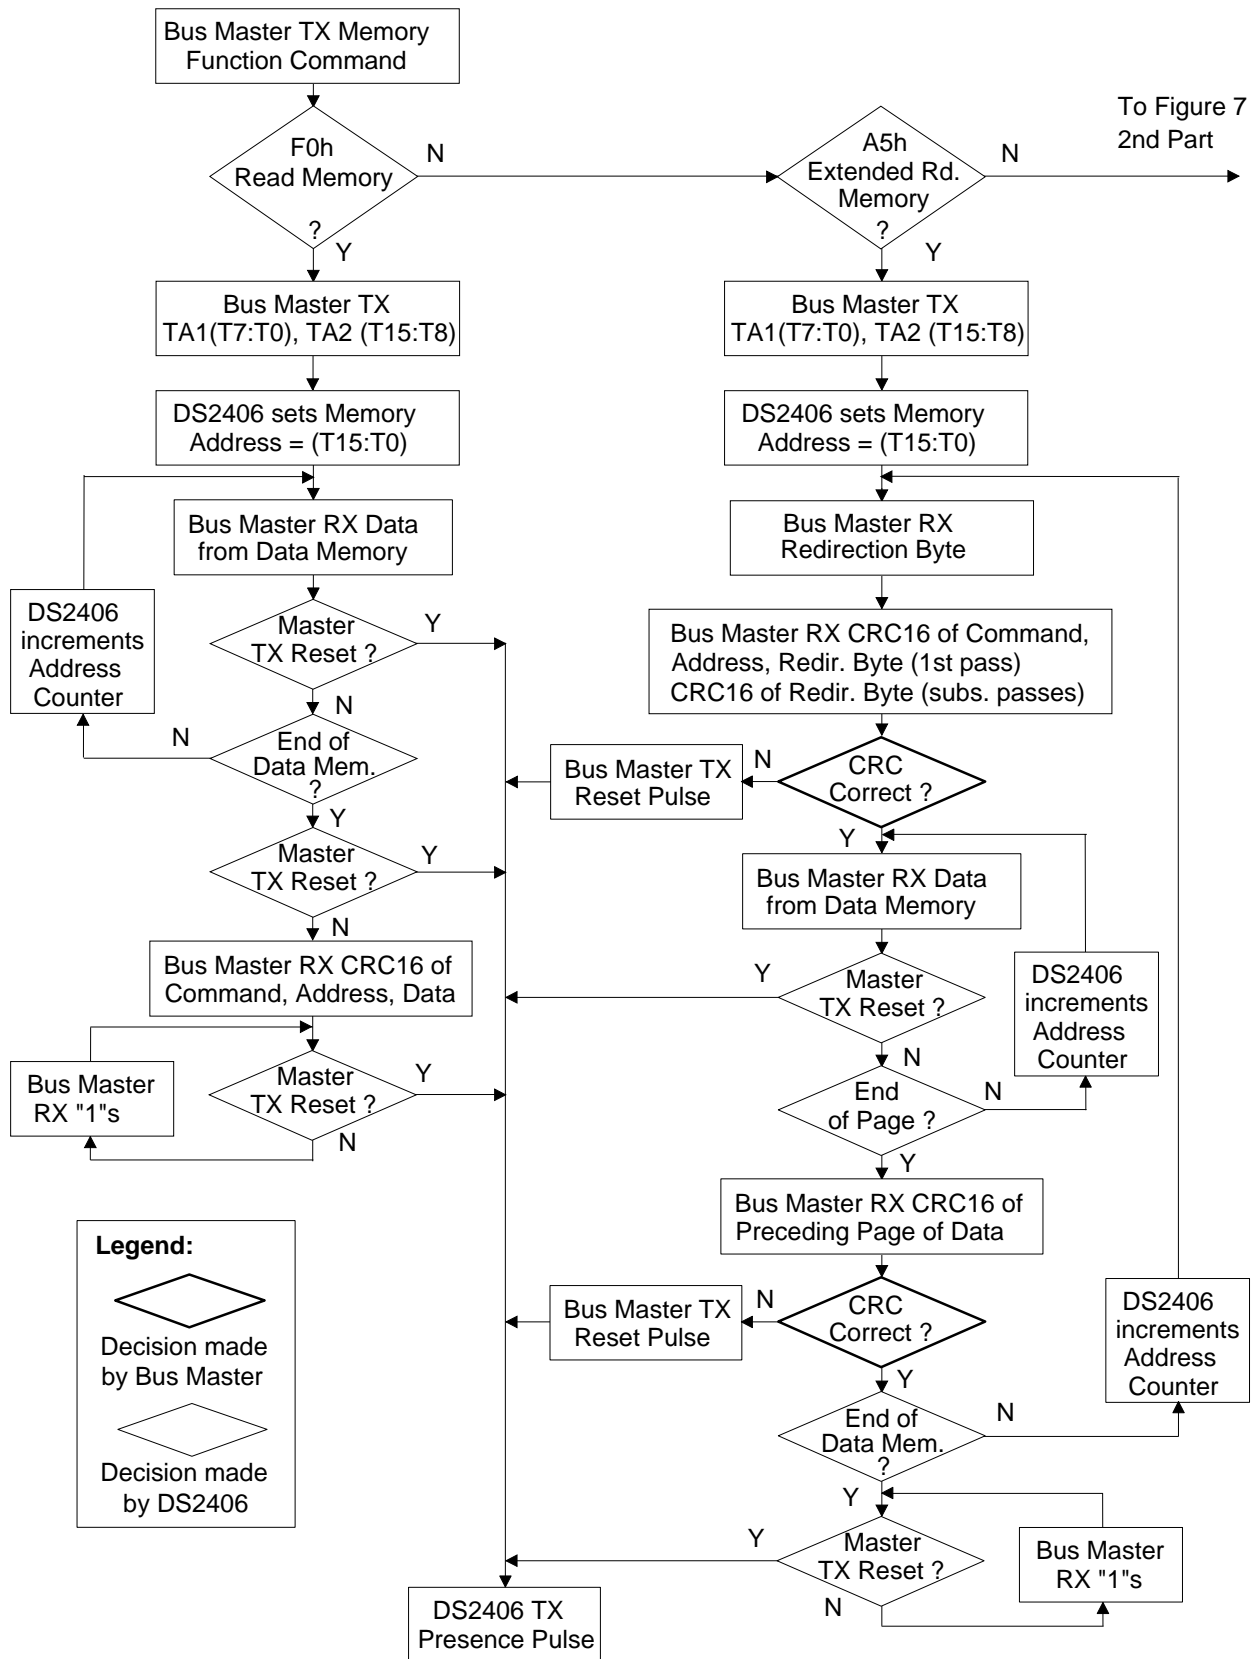 Bus Master TX Memory
Function Command
F0h
Read Memory
?
N
Y
A5h
Extended Rd.
Memory
?
N
Y
To Figure 7
2nd Part
Bus Master TX
TA1(T7:T0), TA2 (T15:T8)
DS2406 sets Memory
Address = (T15:T0)
Bus Master RX Data
from Data Memory
DS2406
increments
Address
Counter
Master
TX Reset ?
Y
N
End of
Data Mem.
?
N
Y
Master
TX Reset ?
Y
N
Bus Master RX CRC16 of
Command, Address, Data
Master
TX Reset ?
Y
N
Bus Master
RX "1"s
Bus Master TX
TA1(T7:T0), TA2 (T15:T8)
DS2406 sets Memory
Address = (T15:T0)
Bus Master RX
Redirection Byte
Bus Master RX CRC16 of Command,
Address, Redir. Byte (1st pass)
CRC16 of Redir. Byte (subs. passes)
CRC
Correct ?
N
Y
Bus Master TX
Reset Pulse
Bus Master RX Data
from Data Memory
Master
TX Reset ?
Y
N
DS2406
increments
Address
Counter
End
of Page ?
N
Y
Bus Master RX CRC16 of
Preceding Page of Data
CRC
Correct ?
N
Y
Bus Master TX
Reset Pulse
DS2406
increments
Address
Counter
End of
Data Mem.
?
N
Y
Master
TX Reset ?
Y
N
Bus Master
RX "1"s
DS2406 TX
Presence Pulse
Legend:
Decision made
by Bus Master
Decision made
by DS2406